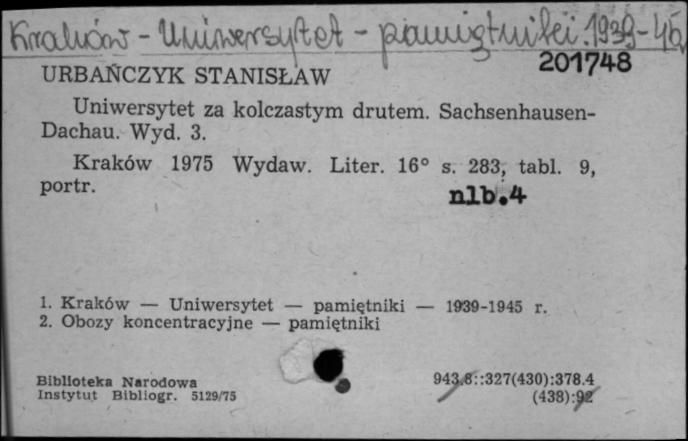 Kraków - Uniwersytet - pamiętniki 1939-45
201748
URBAŃCZYK STANISŁAW
Uniwersytet za kolczastym drutem. Sachsenhausen-
Dachau. Wyd. 3.
Kraków 1975 Wydaw. Liter. 16° s. 283, tabl. 9,
portr.
nlb.4
1. Kraków — Uniwersytet — pamiętniki — 1939-1945 r.
2. Obozy koncentracyjne — pamiętniki
Biblioteka Narodowa
Instytut Bibliogr. 5129/75
943.8::327(430):378.4
(438):92